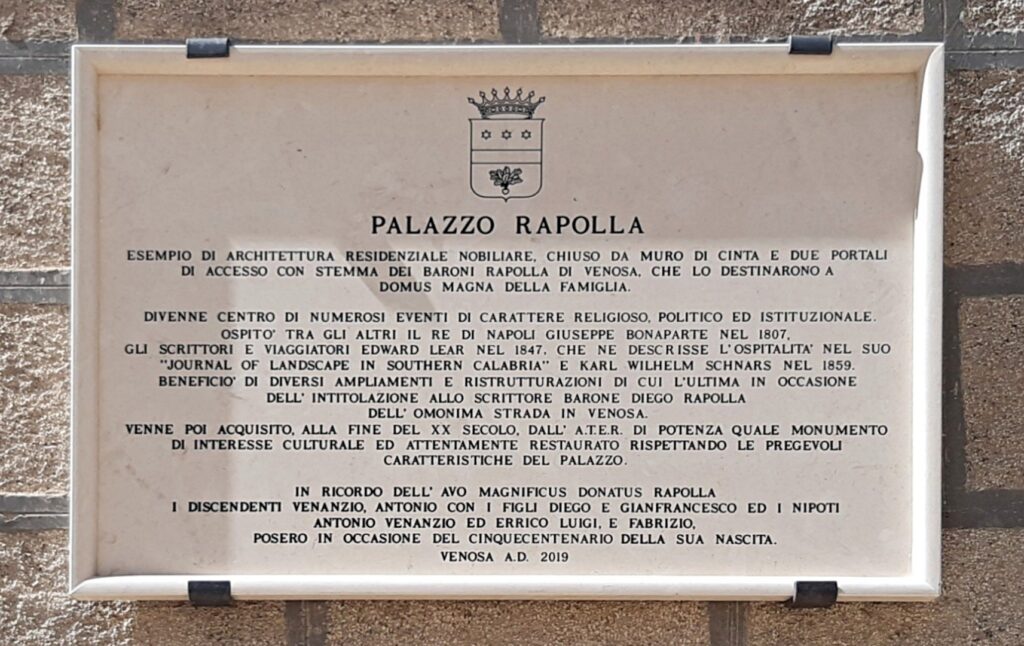 PALAZZO RAPOLLA
ESEMPIO DI ARCHITETTURA RESIDENZIALE NOBILIARE, CHIUSO DA MURO DI CINTA E DUE PORTALI
DI ACCESSO CON STEMMA DEI BARONI RAPOLLA DI VENOSA, CHE LO DESTINARONO A
DOMUS MAGNA DELLA FAMIGLIA.
DIVENNE CENTRO DI NUMEROSI EVENTI DI CARATTERE RELIGIOSO, POLITICO ED ISTITUZIONALE.
OSPITO' TRA GLI ALTRI IL RE DI NAPOLI GIUSEPPE BONAPARTE NEL 1807,
GLI SCRITTORI E VIAGGIATORI EDWARD LEAR NEL 1847, CHE NE DESCRISSE L'OSPITALITA' NEL SUO
"JOURNAL OF LANDSCAPE IN SOUTHERN CALABRIA" E KARL WILHELM SCHNARS NEL 1859.
BENEFICIO' DI DIVERSI AMPLIAMENTI E RISTRUTTURAZIONI DI CUI L'ULTIMA IN OCCASIONE
DELL' INTITOLAZIONE ALLO SCRITTORE BARONE DIEGO RAPOLLA
DELL' OMONIMA STRADA IN VENOSA.
VENNE POI ACQUISITO, ALLA FINE DEL XX SECOLO, DALL' A.T.E.R. DI POTENZA QUALE MONUMENTO
DI INTERESSE CULTURALE ED ATTENTAMENTE RESTAURATO RISPETTANDO LE PREGEVOLI
CARATTERISTICHE DEL PALAZZO.
IN RICORDO DELL' AVO MAGNIFICUS DONATUS RAPOLLA
I DISCENDENTI VENANZIO, ANTONIO CON I FIGLI DIEGO E GIANFRANCESCO ED I NIPOTI
ANTONIO VENANZIO ED ERRICO LUIGI, E FABRIZIO,
POSERO IN OCCASIONE DEL CINQUECENTENARIO DELLA SUA NASCITA.
VENOSA A.D. 2019